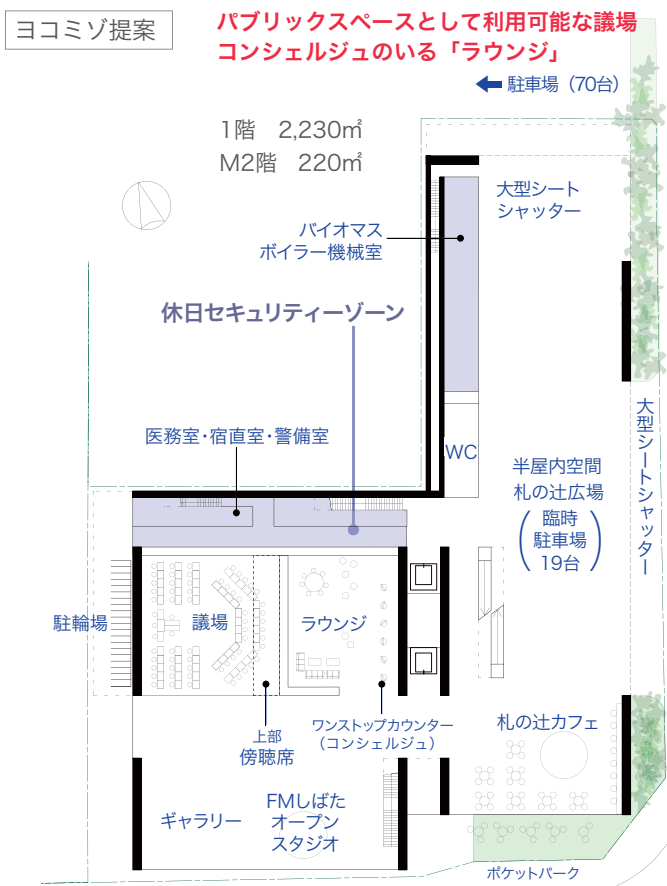 ヨコミゾ提案
パブリックスペースとして利用可能な議場
コンシェルジュのいる「ラウンジ」
駐車場（70台）
1階　2,230㎡
M2階　220㎡
大型シート
シャッター
バイオマス
ボイラー機械室
休日セキュリティーゾーン
医務室・宿直室・警備室
WC
半屋内空間
札の辻広場
（臨時
駐車場
19台）
大型シートシャッター
駐輪場
議場
ラウンジ
上部
傍聴席
ワンストップカウンター
（コンシェルジュ）
札の辻カフェ
ギャラリー
FMしばた
オープン
スタジオ
ポケットパーク